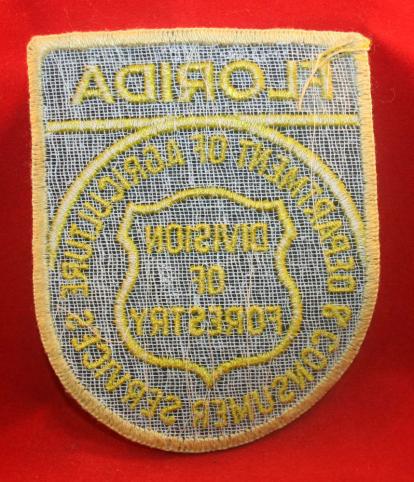 FLORIDA
DEPARTMENT OF AGRICULTURE
& CONSUMER SERVICES
DIVISION
OF
FORESTRY